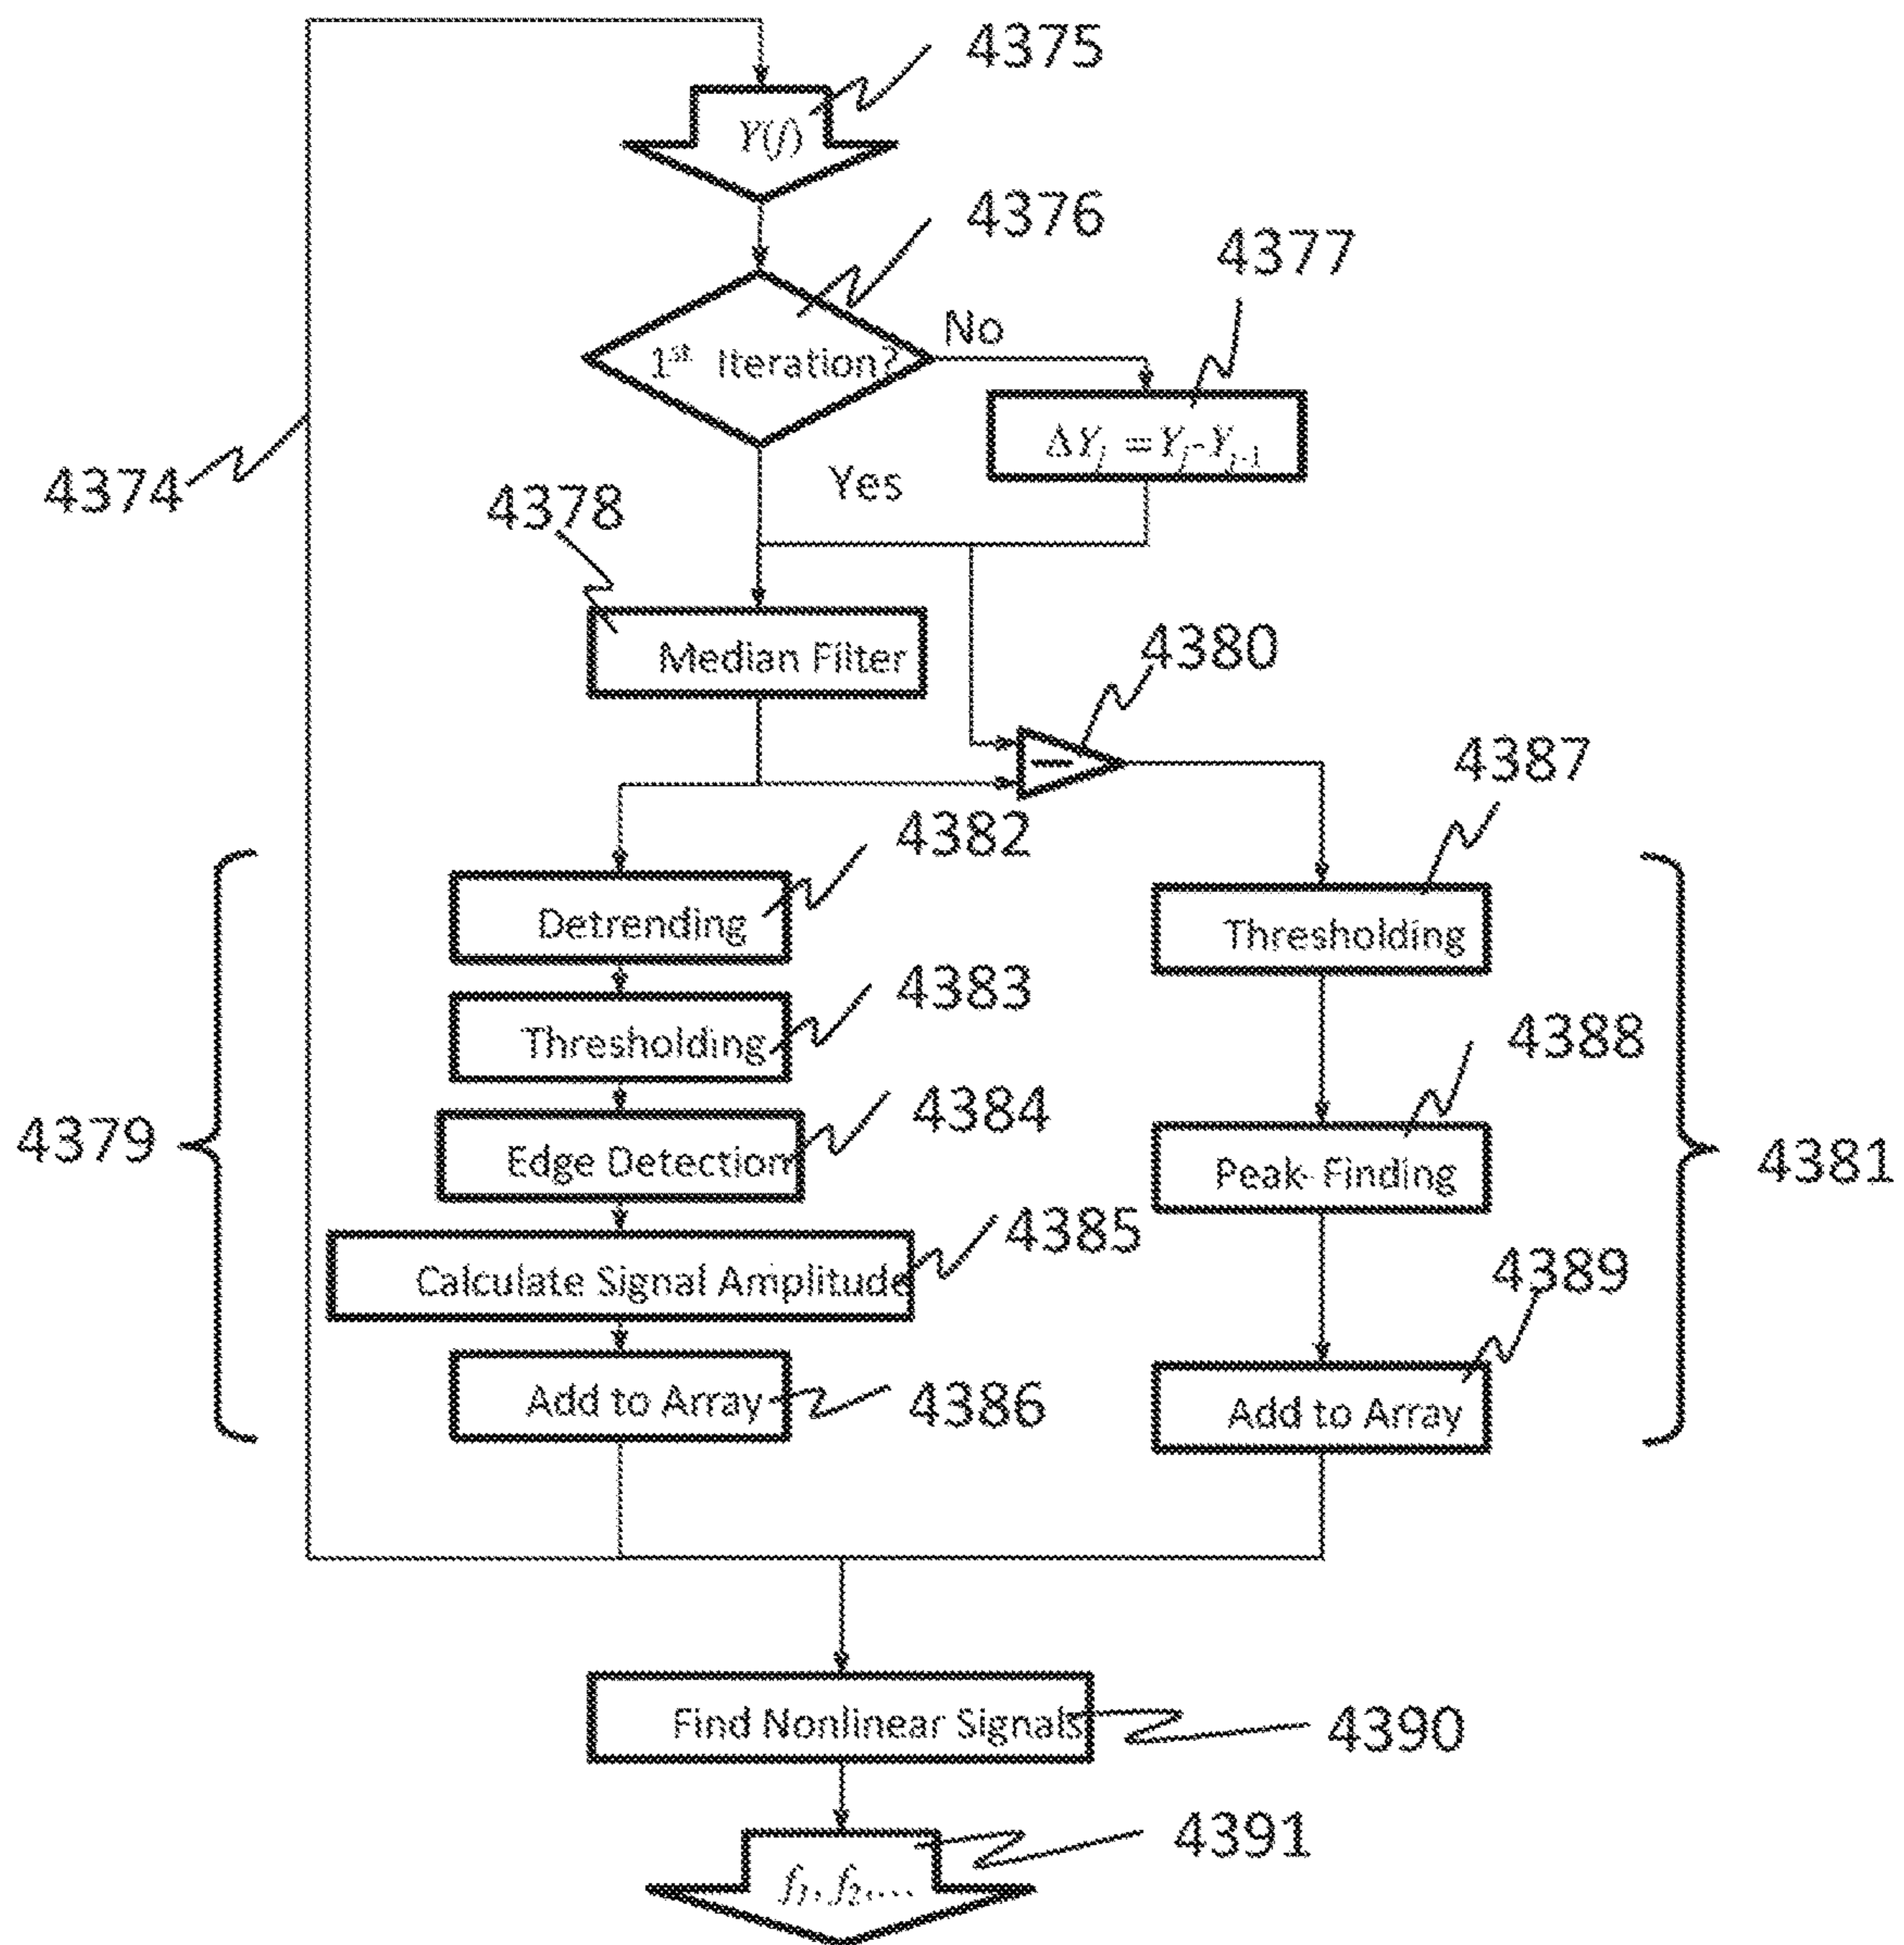 4375
Y(f)
4376
4377
No
1st Iteration?
ΔYj = Yj-Yj-1
4374
Yes
4378
Median Filter
4380
4387
4382
Detrending
Thresholding
4383
Thresholding
4388
4384
4379
Edge Detection
Peak-Finding
4381
4385
Calculate Signal Amplitude
4389
Add to Array
4386
Add to Array
Find Nonlinear Signals
4390
4391
f1, f2,...